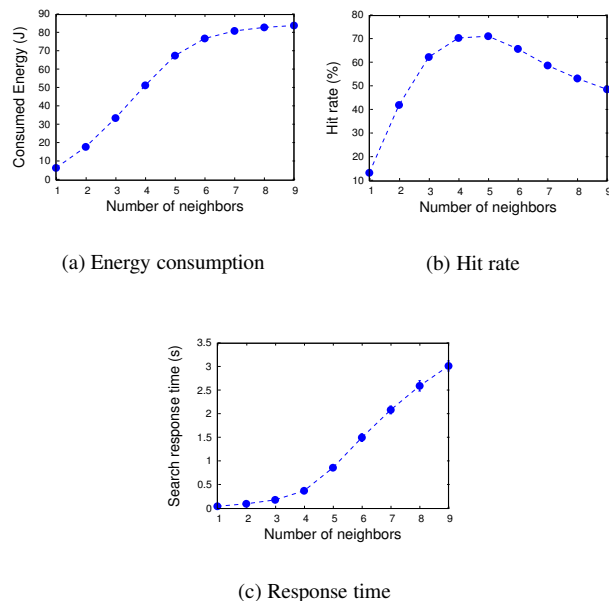 90
80
70
60
50
40
30
20
10
0
Consumed Energy (J)
1 2 3 4 5 6 7 8 9
Number of neighbors
(a) Energy consumption
80
70
60
50
40
30
20
10
Hit rate (%)
1 2 3 4 5 6 7 8 9
Number of neighbors
(b) Hit rate
3.5
3
2.5
2
1.5
1
0.5
0
Search response time (s)
1 2 3 4 5 6 7 8 9
Number of neighbors
(c) Response time